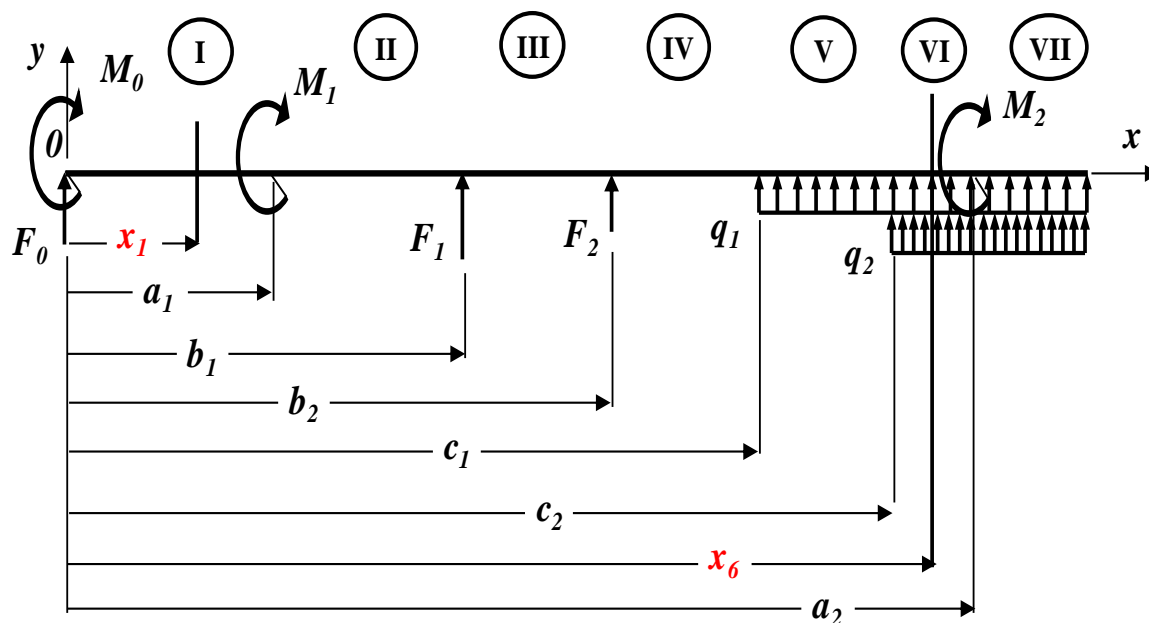 I II III IV V VI VII
y M0 M1 M2
0 x
F0 x1 F1 F2 q1
a1 q2
b1
b2
c1
c2
x6
a2